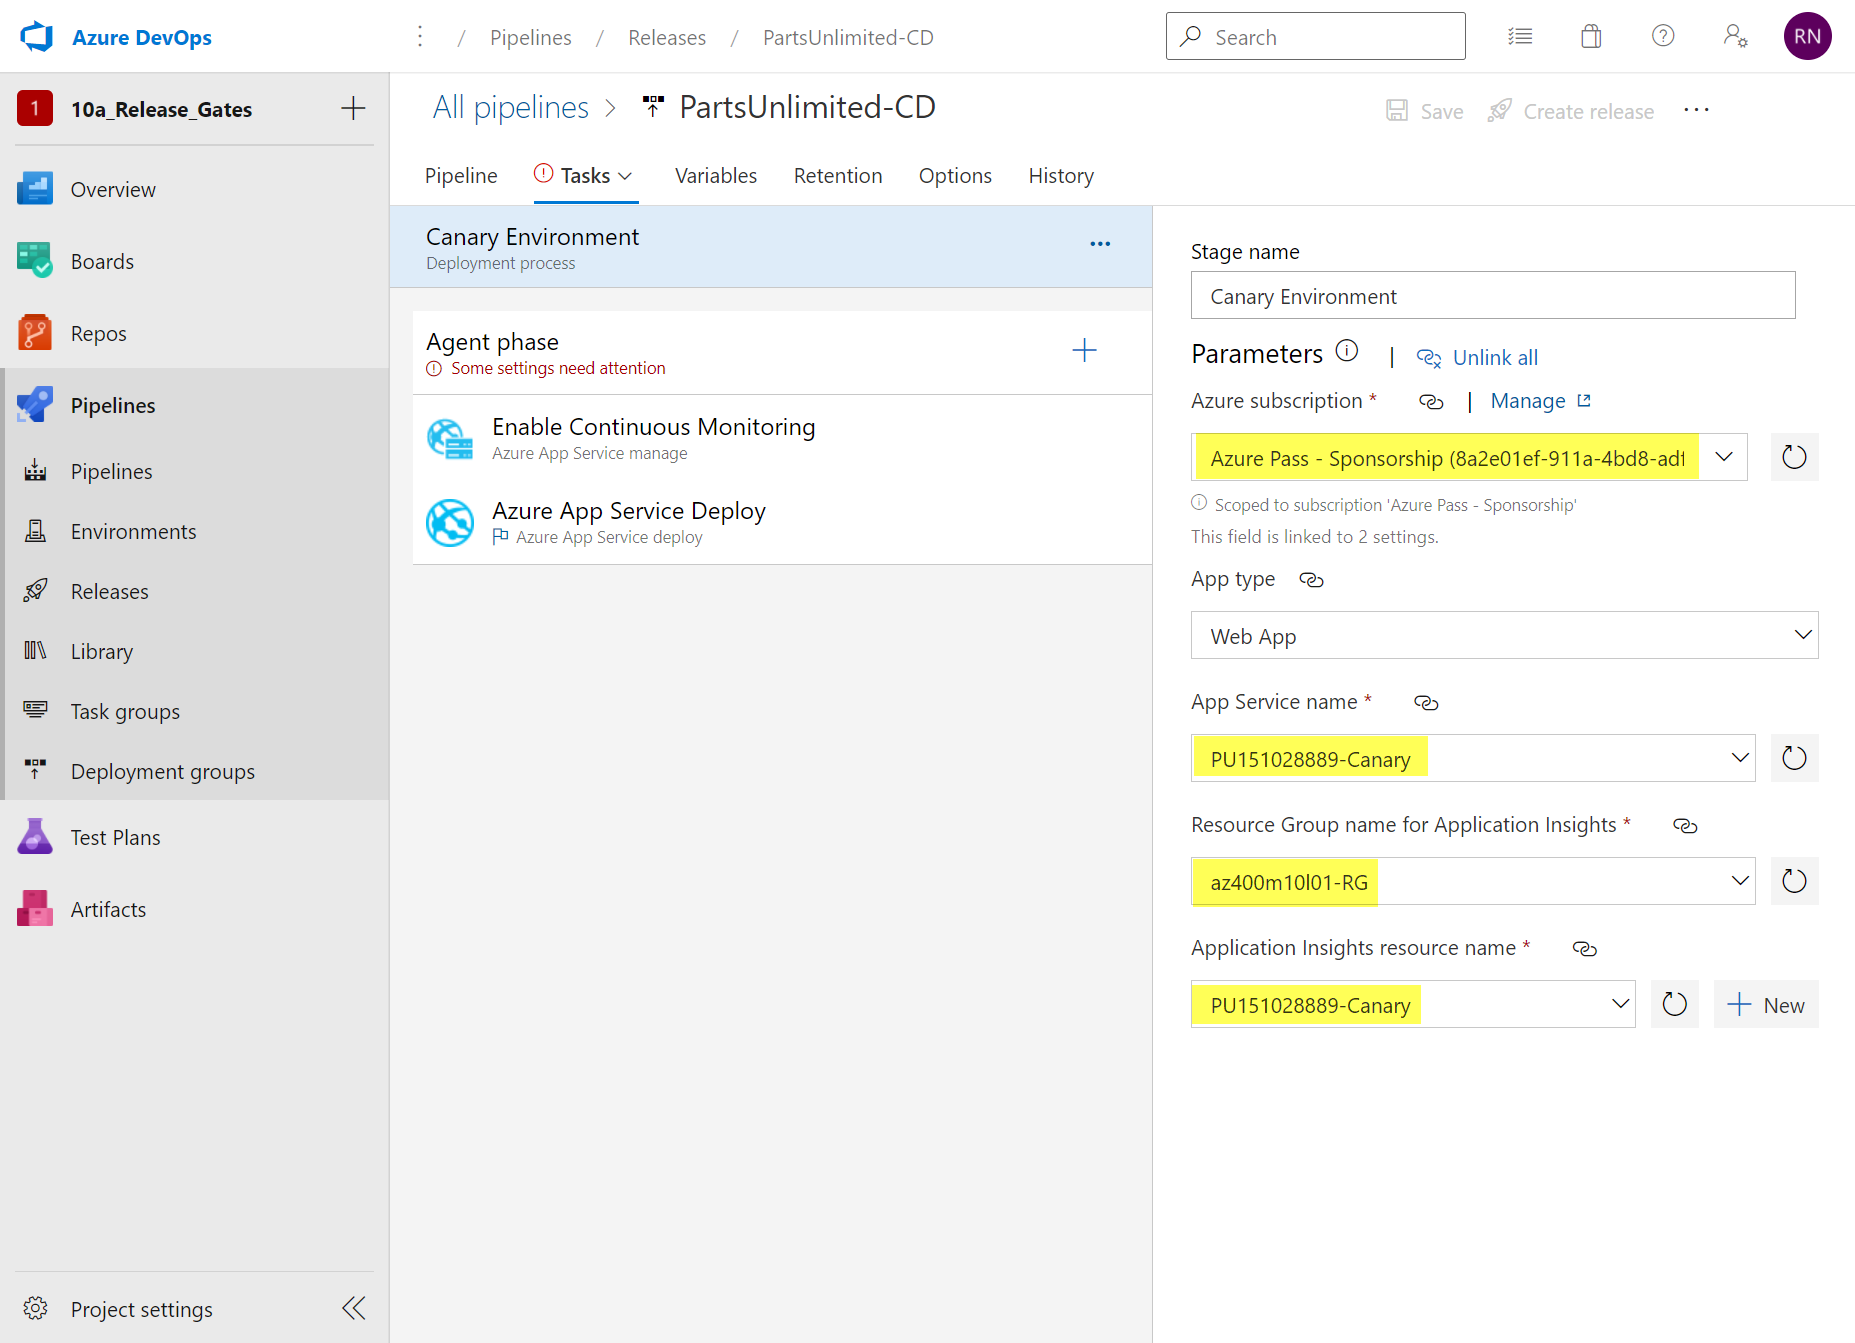 Azure DevOps
/ Pipelines / Releases / PartsUnlimited-CD
Search
RN
1
10a_Release_Gates
Overview
Boards
Repos
Pipelines
Pipelines
Environments
Releases
Library
Task groups
Deployment groups
Test Plans
Artifacts
Project settings
All pipelines > PartsUnlimited-CD
Save
Create release
Pipeline
Tasks
Variables
Retention
Options
History
Canary Environment
Deployment process
Agent phase
Some settings need attention
Enable Continuous Monitoring
Azure App Service manage
Azure App Service Deploy
Azure App Service deploy
Stage name
Canary Environment
Parameters | Unlink all
Azure subscription * | Manage
Azure Pass - Sponsorship (8a2e01ef-911a-4bd8-adf
Scoped to subscription 'Azure Pass - Sponsorship'
This field is linked to 2 settings.
App type
Web App
App Service name *
PU151028889-Canary
Resource Group name for Application Insights *
az400m10l01-RG
Application Insights resource name *
PU151028889-Canary
New